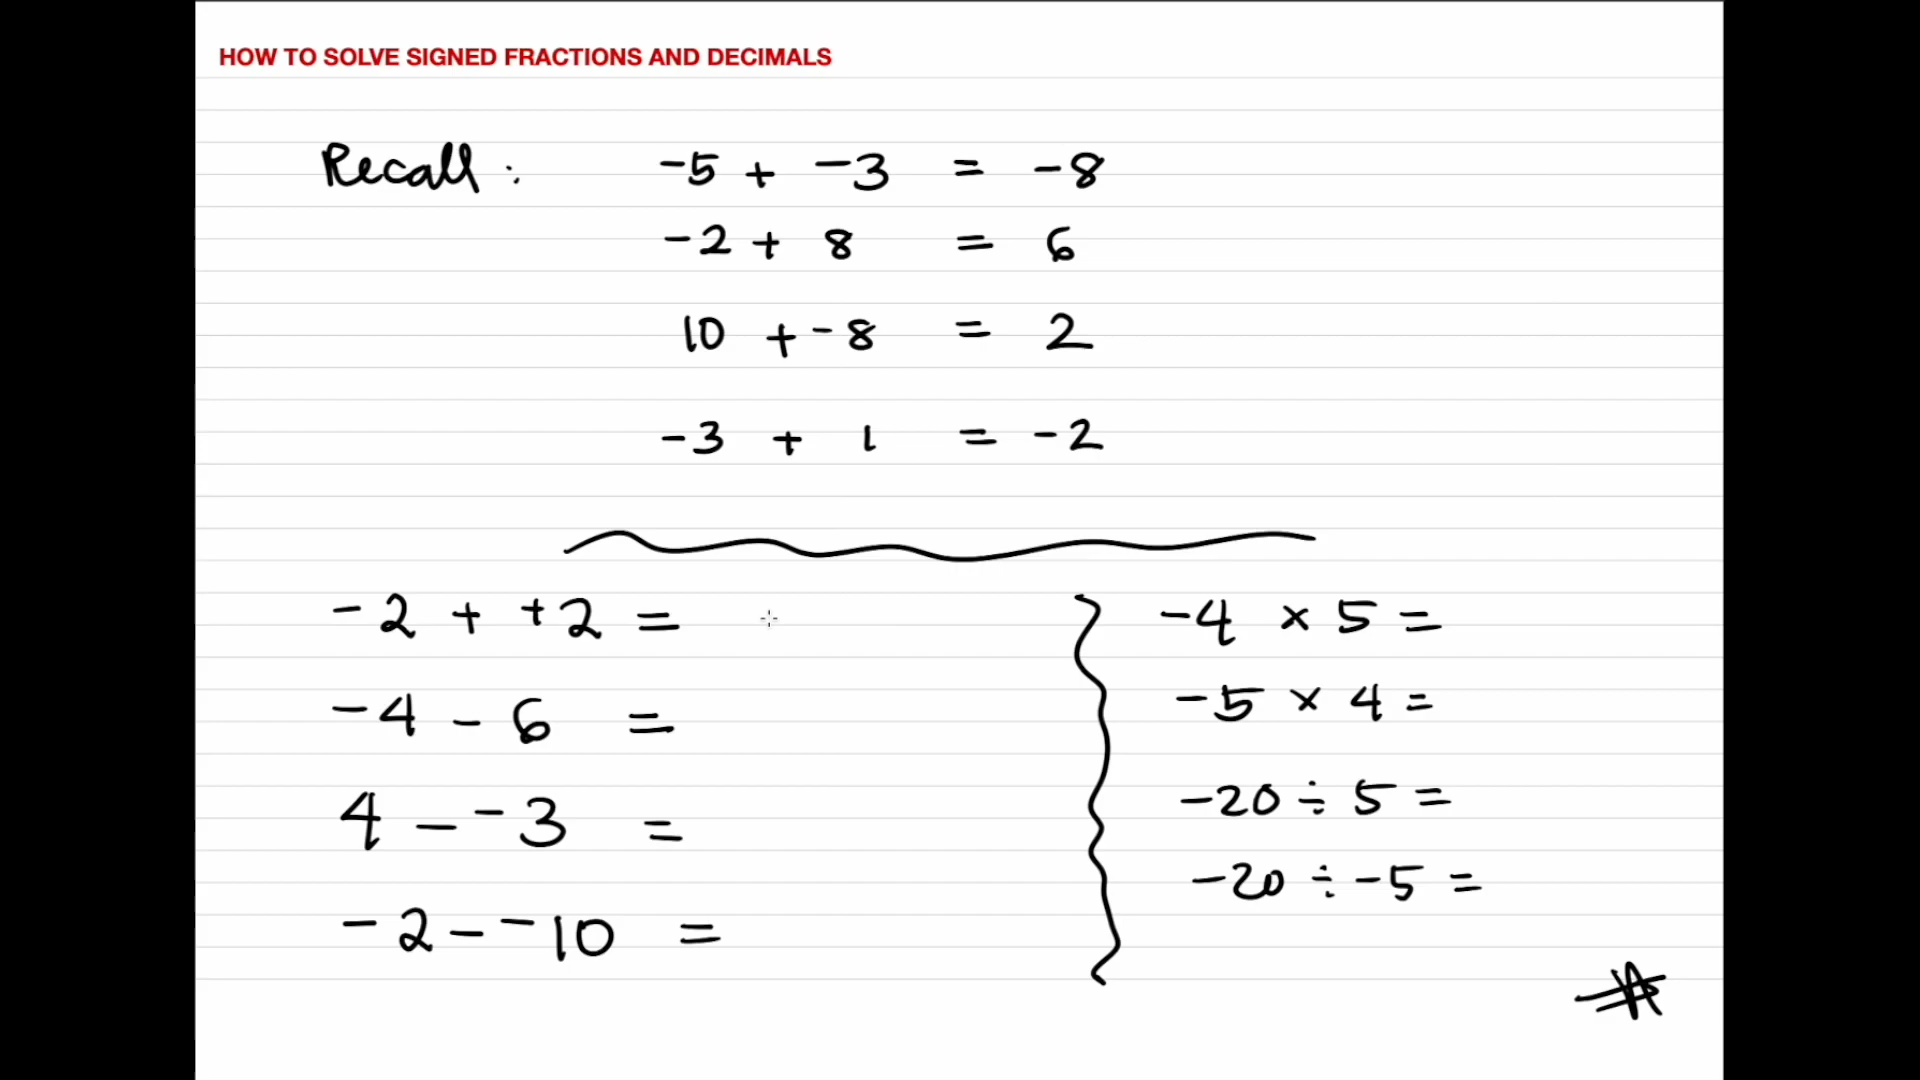 HOW TO SOLVE SIGNED FRACTIONS AND DECIMALS
Recall : -5 + -3 = -8
-2 + 8 = 6
10 + -8 = 2
-3 + 1 = -2
-2 + +2 =
-4 - 6 =
4 - -3 =
-2 - -10 =
-4 × 5 =
-5 × 4 =
-20 ÷ 5 =
-20 ÷ -5 =